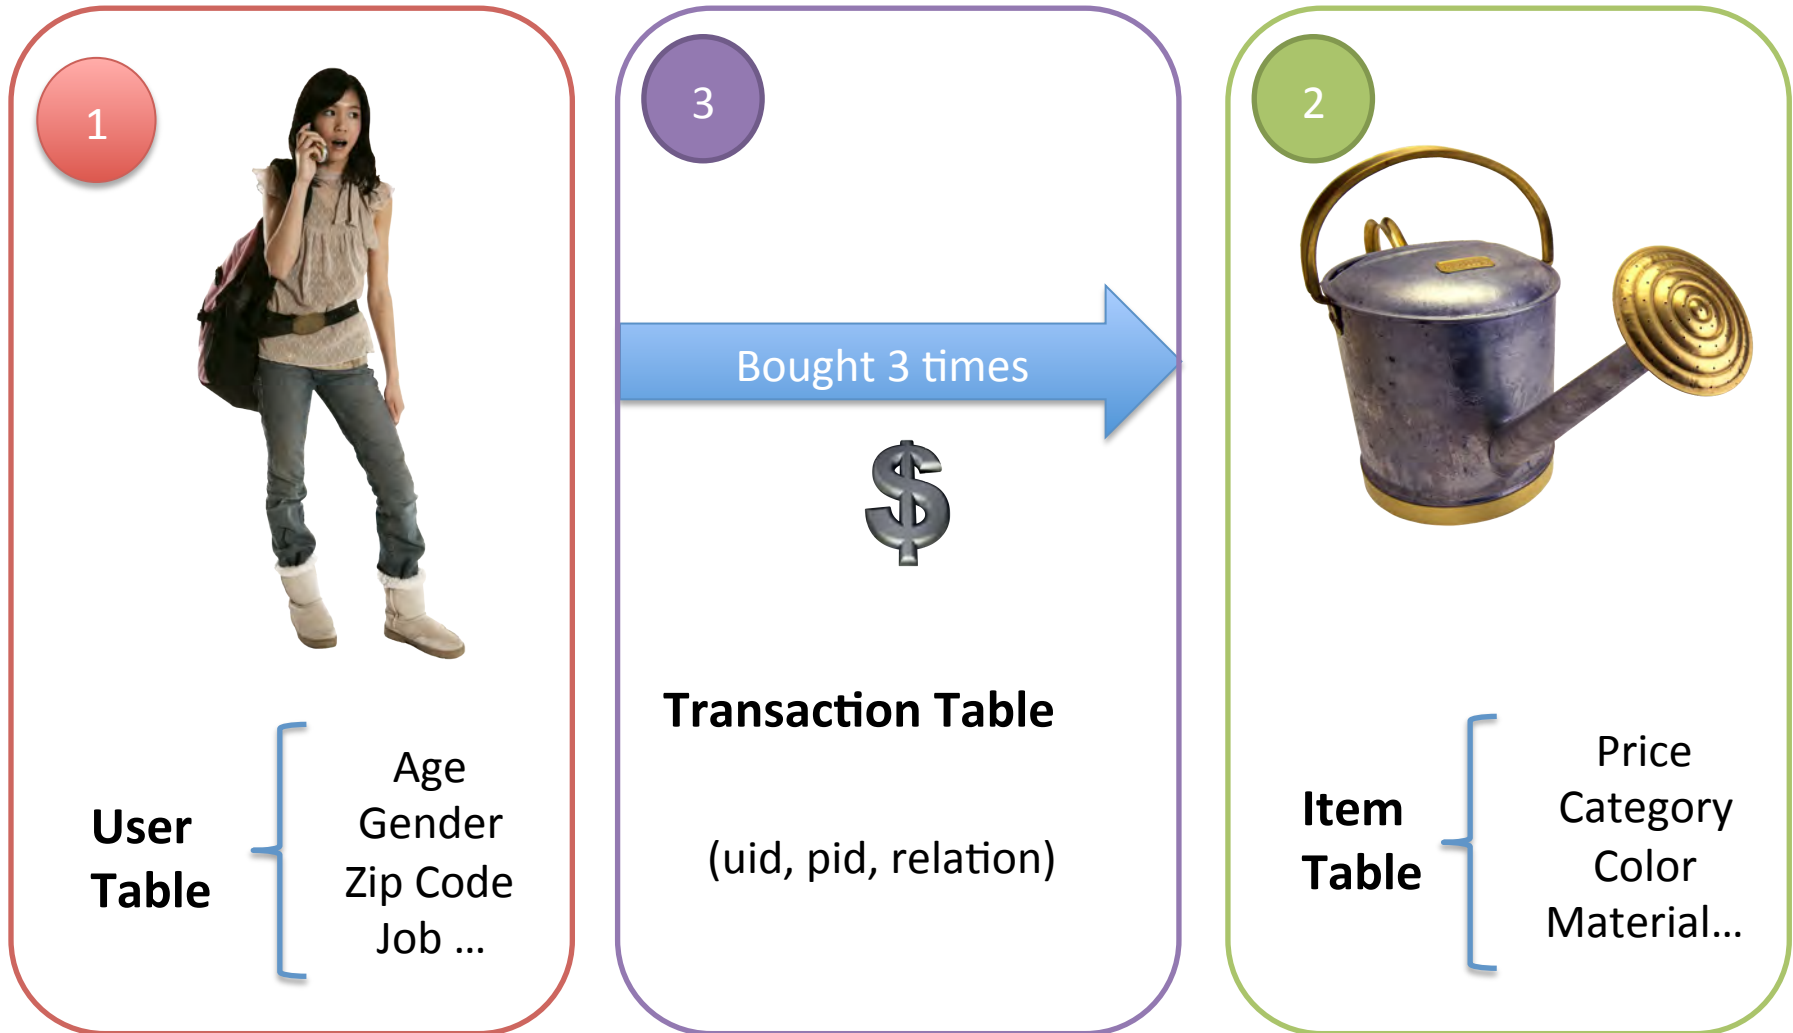 1
User
Table
Age
Gender
Zip Code
Job ...
3
Bought 3 times
$
Transaction Table
(uid, pid, relation)
2
Item
Table
Price
Category
Color
Material...